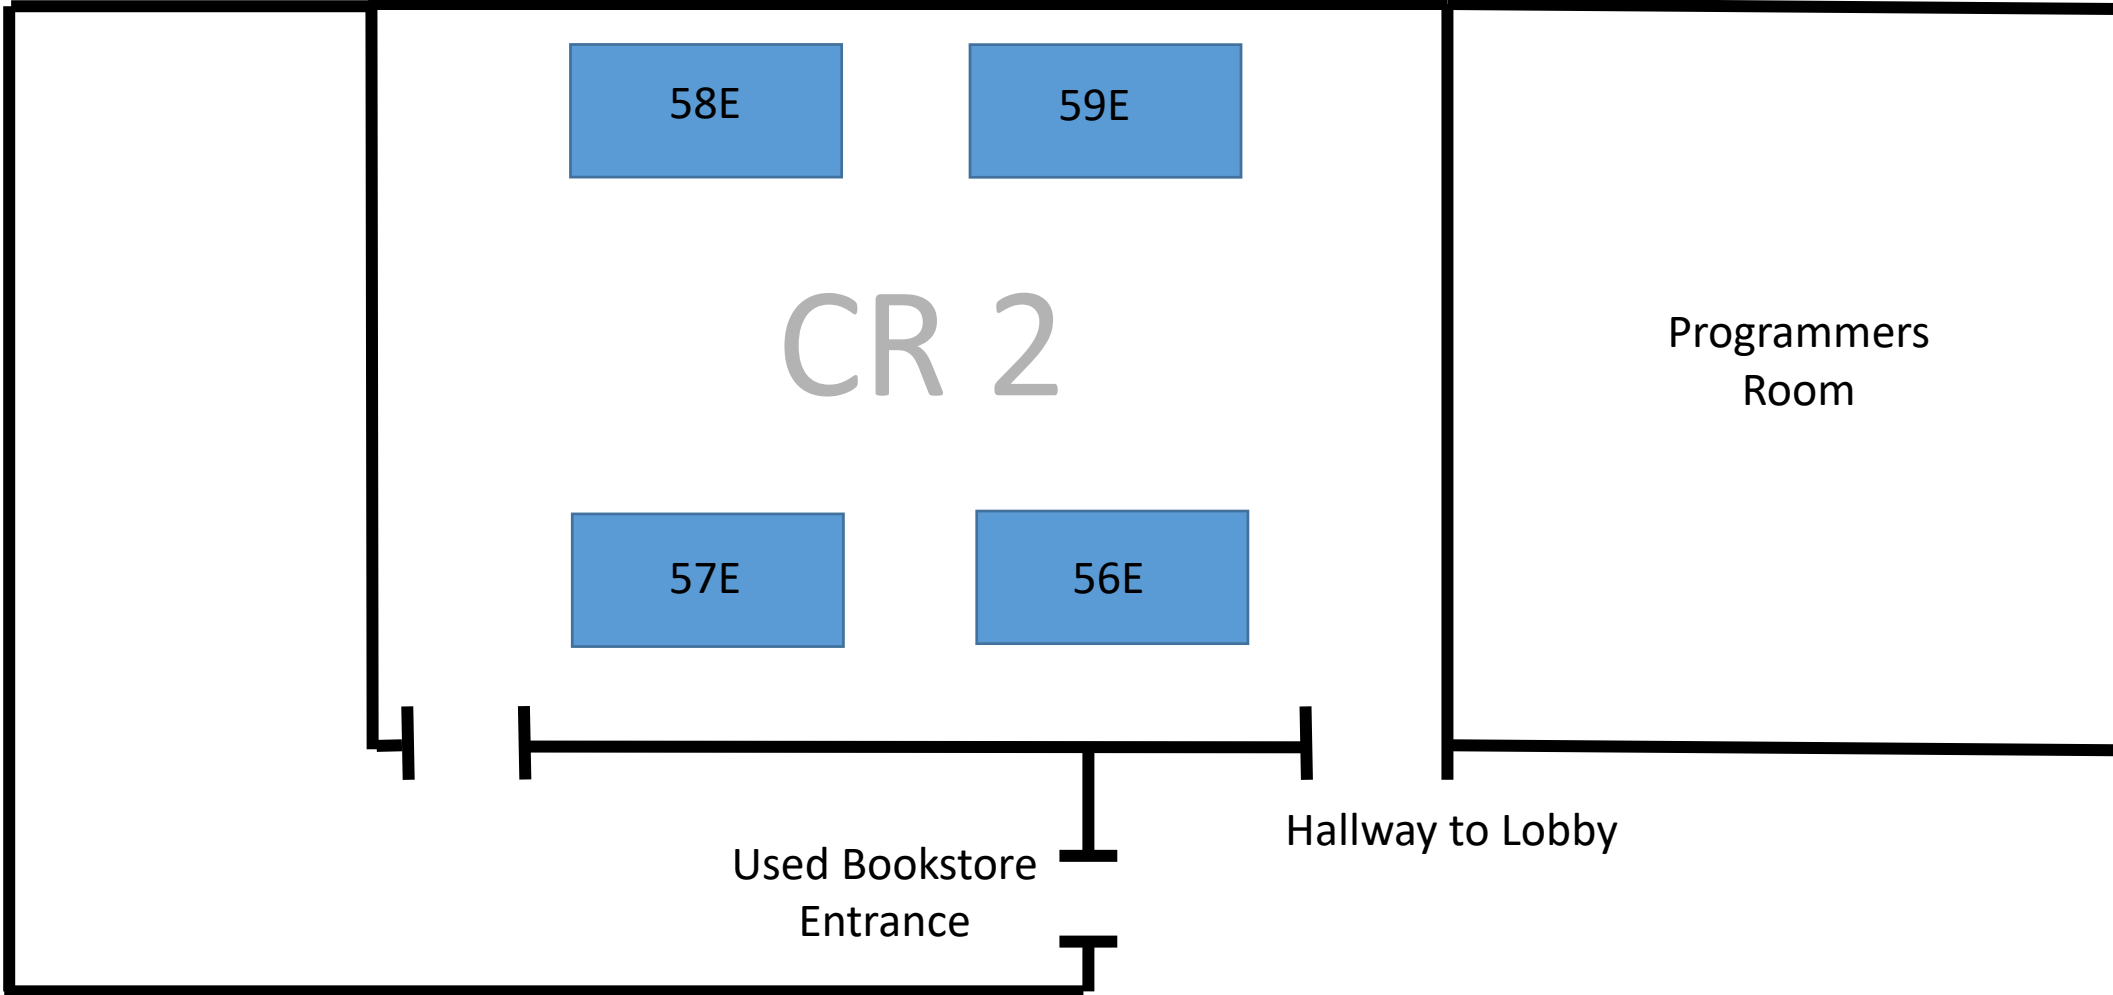 58E
59E
CR 2
Programmers
Room
57E
56E
Hallway to Lobby
Used Bookstore
Entrance